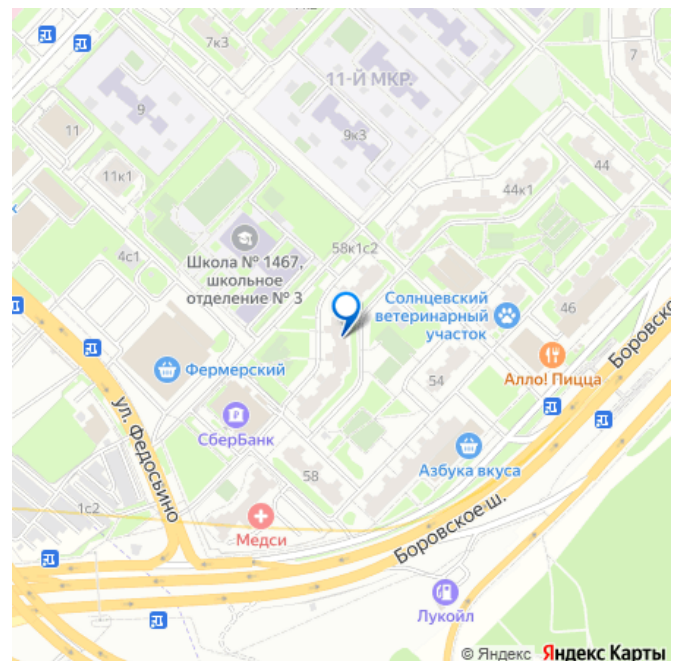 7к3
11-Й МКР.
7
9
9к3
11
44
11к1
44к1
58к1с2
4с1
Школа № 1467,
школьное
отделение № 3
Солнцевский
ветеринарный
участок
46
Боровско
Фермерский
54
Алло! Пицца
ул. Федосьино
СберБанк
Азбука вкуса
58
1с2
Медси
Боровское ш.
Лукойл
© Яндекс Яндекс Карты